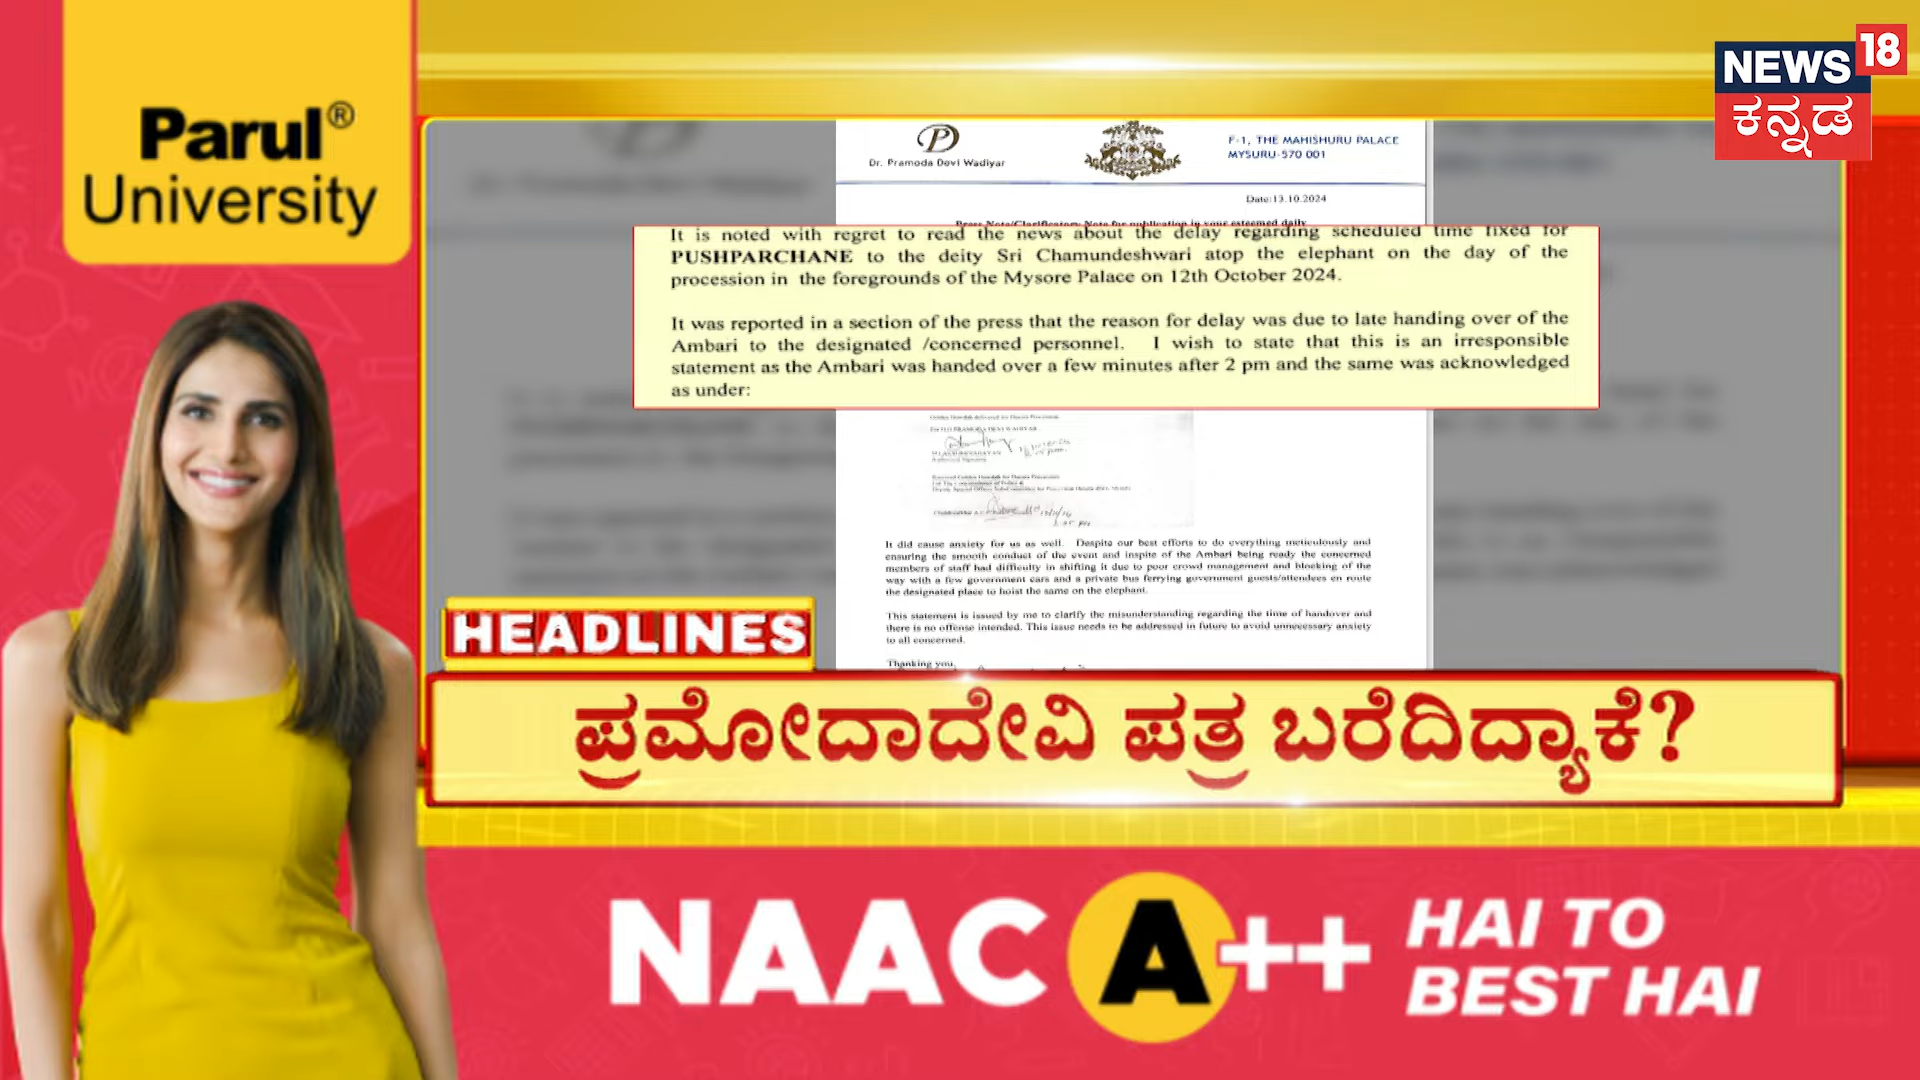 Parul®
University
NEWS 18
ಕನ್ನಡ
P
Dr. Pramoda Devi Wadiyar
F-1, THE MAHISHURU PALACE
MYSURU-570 001
Date:13.10.2024
Press Note/Clarificatory Note for publication in your esteemed daily
It is noted with regret to read the news about the delay regarding scheduled time fixed for
PUSHPARCHANE to the deity Sri Chamundeshwari atop the elephant on the day of the
procession in the foregrounds of the Mysore Palace on 12th October 2024.
It was reported in a section of the press that the reason for delay was due to late handing over of the
Ambari to the designated /concerned personnel. I wish to state that this is an irresponsible
statement as the Ambari was handed over a few minutes after 2 pm and the same was acknowledged
as under:
It did cause anxiety for us as well. Despite our best efforts to do everything meticulously and
ensuring the smooth conduct of the event and inspite of the Ambari being ready the concerned
members of staff had difficulty in shifting it due to poor crowd management and blocking of the
way with a few government cars and a private bus ferrying government guests/attendees en route
the designated place to hoist the same on the elephant.
This statement is issued by me to clarify the misunderstanding regarding the time of handover and
there is no offense intended. This issue needs to be addressed in future to avoid unnecessary anxiety
to all concerned.
Thanking you,
HEADLINES
ಪ್ರಮೋದಾದೇವಿ ಪತ್ರ ಬರೆದಿದ್ಯಾಕೆ?
NAAC A++
HAI TO
BEST HAI